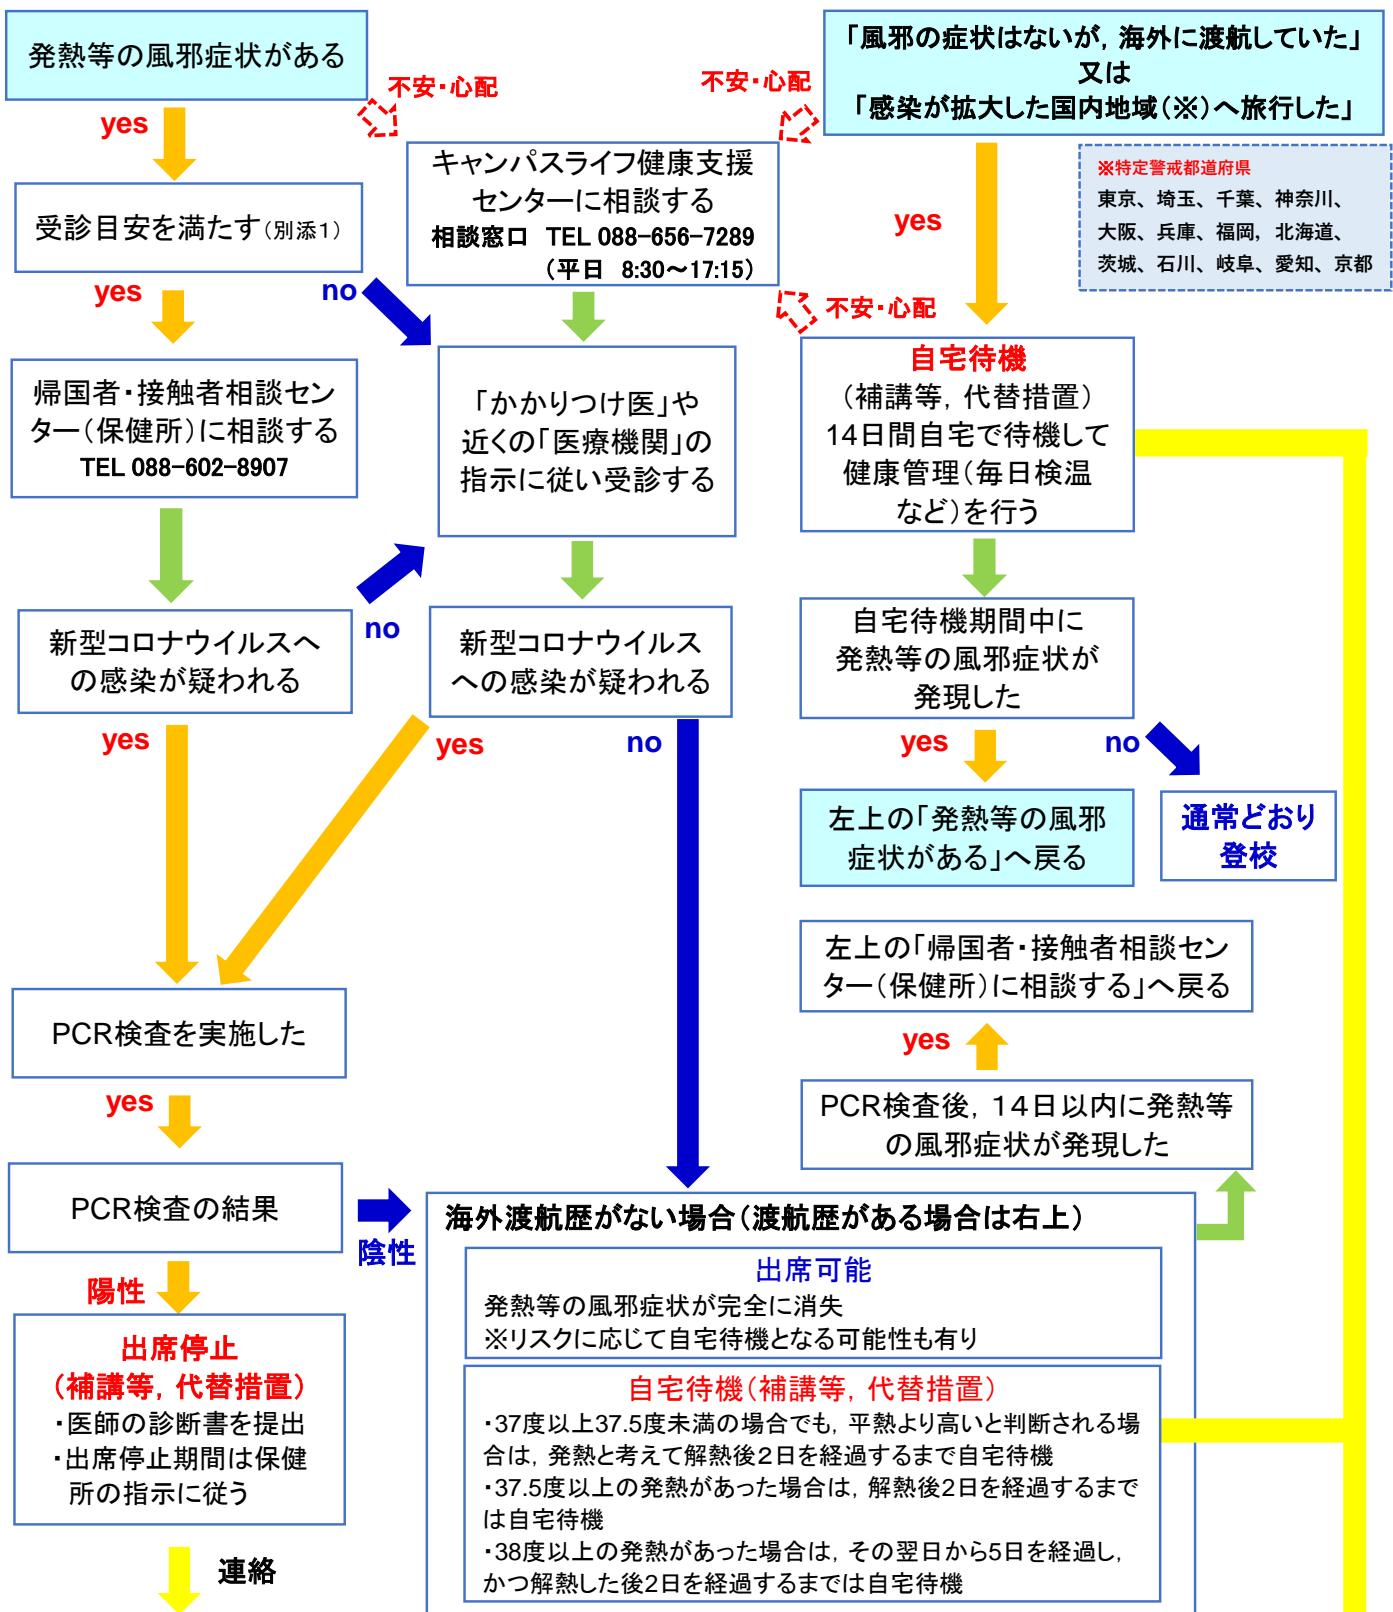 発熱等の風邪症状がある
不安・心配
不安・心配
「風邪の症状はないが，海外に渡航していた」
又は
「感染が拡大した国内地域（※）へ旅行した」
yes
キャンパスライフ健康支援
センターに相談する
相談窓口　TEL 088-656-7289
（平日　8:30～17:15）
※特定警戒都道府県
東京、埼玉、千葉、神奈川、
大阪、兵庫、福岡，北海道、
茨城、石川、岐阜、愛知、京都
受診目安を満たす（別添1）
yes
yes
no
不安・心配
帰国者・接触者相談セン
ター（保健所）に相談する
TEL 088-602-8907
「かかりつけ医」や
近くの「医療機関」の
指示に従い受診する
自宅待機
（補講等，代替措置）
14日間自宅で待機して
健康管理（毎日検温
など）を行う
no
新型コロナウイルスへ
の感染が疑われる
新型コロナウイルス
への感染が疑われる
自宅待機期間中に
発熱等の風邪症状が
発現した
yes
yes
no
yes
no
左上の「発熱等の風邪
症状がある」へ戻る
通常どおり
登校
左上の「帰国者・接触者相談セン
ター（保健所）に相談する」へ戻る
PCR検査を実施した
yes
yes
PCR検査後，14日以内に発熱等
の風邪症状が発現した
PCR検査の結果
陰性
陽性
海外渡航歴がない場合（渡航歴がある場合は右上）
出席可能
発熱等の風邪症状が完全に消失
※リスクに応じて自宅待機となる可能性も有り
出席停止
（補講等，代替措置）
・医師の診断書を提出
・出席停止期間は保健
所の指示に従う
自宅待機（補講等，代替措置）
・37度以上37.5度未満の場合でも，平熱より高いと判断される場
合は，発熱と考えて解熱後2日を経過するまで自宅待機
・37.5度以上の発熱があった場合は，解熱後2日を経過するまで
は自宅待機
・38度以上の発熱があった場合は，その翌日から5日を経過し，
かつ解熱した後2日を経過するまでは自宅待機
連絡